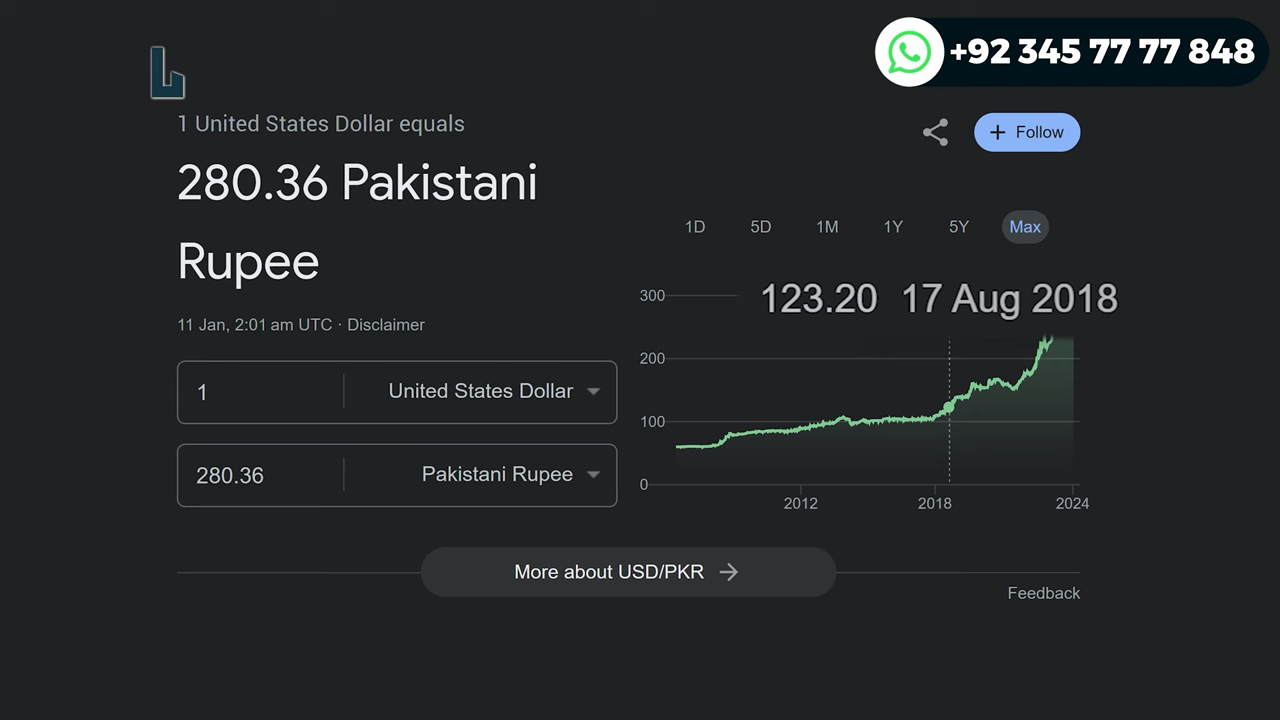 +92 345 77 77 848
1 United States Dollar equals
280.36 Pakistani
Rupee
11 Jan, 2:01 am UTC · Disclaimer
1 United States Dollar
280.36 Pakistani Rupee
+ Follow
1D 5D 1M 1Y 5Y Max
123.20 17 Aug 2018
300
200
100
0
2012 2018 2024
More about USD/PKR →
Feedback